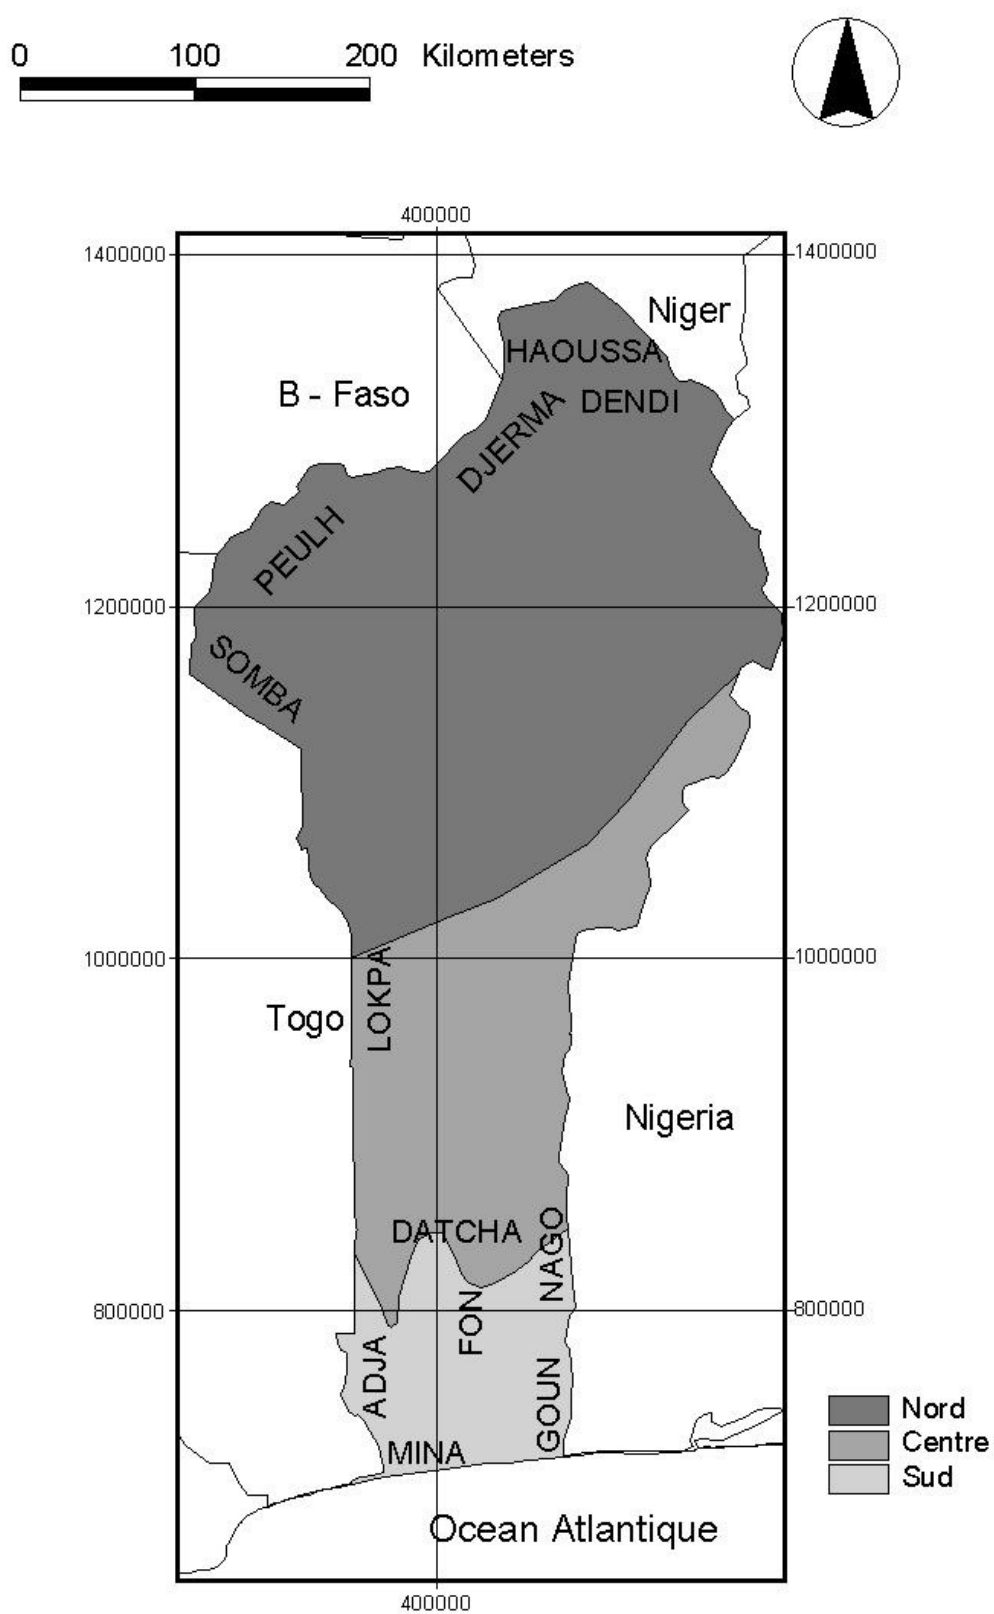 0 100 200 Kilometers
400000
1400000 1400000
Niger
HAOUSSA
B - Faso
DENDI
DJERMA
PEULH
1200000 1200000
SOMBA
1000000 1000000
LOKPA
Togo
Nigeria
DATCHA
NAGO
800000 800000
FON
ADJA
GOUN
Nord
MINA
Centre
Sud
Ocean Atlantique
400000